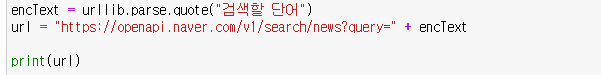 encText = urllib.parse.quote("검색할 단어")
url = "https://openapi.naver.com/v1/search/news?query=" + encText
print(url)